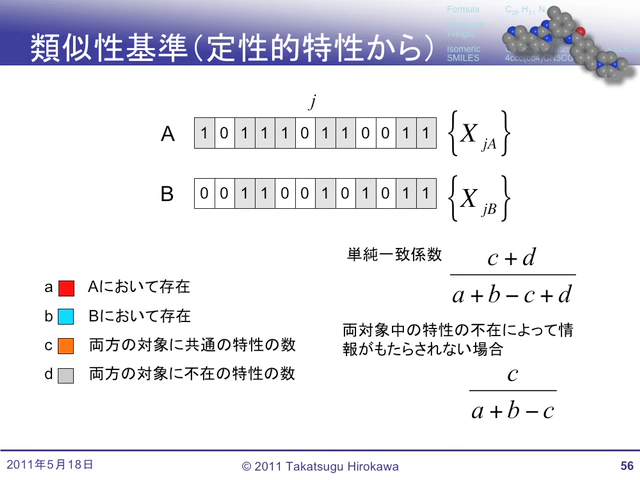 Formula
Weight
Isomeric
SMILES
類似性基準（定性的特性から）
j
A 1 0 1 1 1 0 1 1 0 0 1 1 {X jA}
B 0 0 1 1 0 0 1 0 1 0 1 1 {X jB}
単純一致係数
c + d
a + b − c + d
a Aにおいて存在
b Bにおいて存在
c 両方の対象に共通の特性の数
d 両方の対象に不在の特性の数
両対象中の特性の不在によって情
報がもたらされない場合
c
a + b − c
2011年5月18日
© 2011 Takatsugu Hirokawa
56